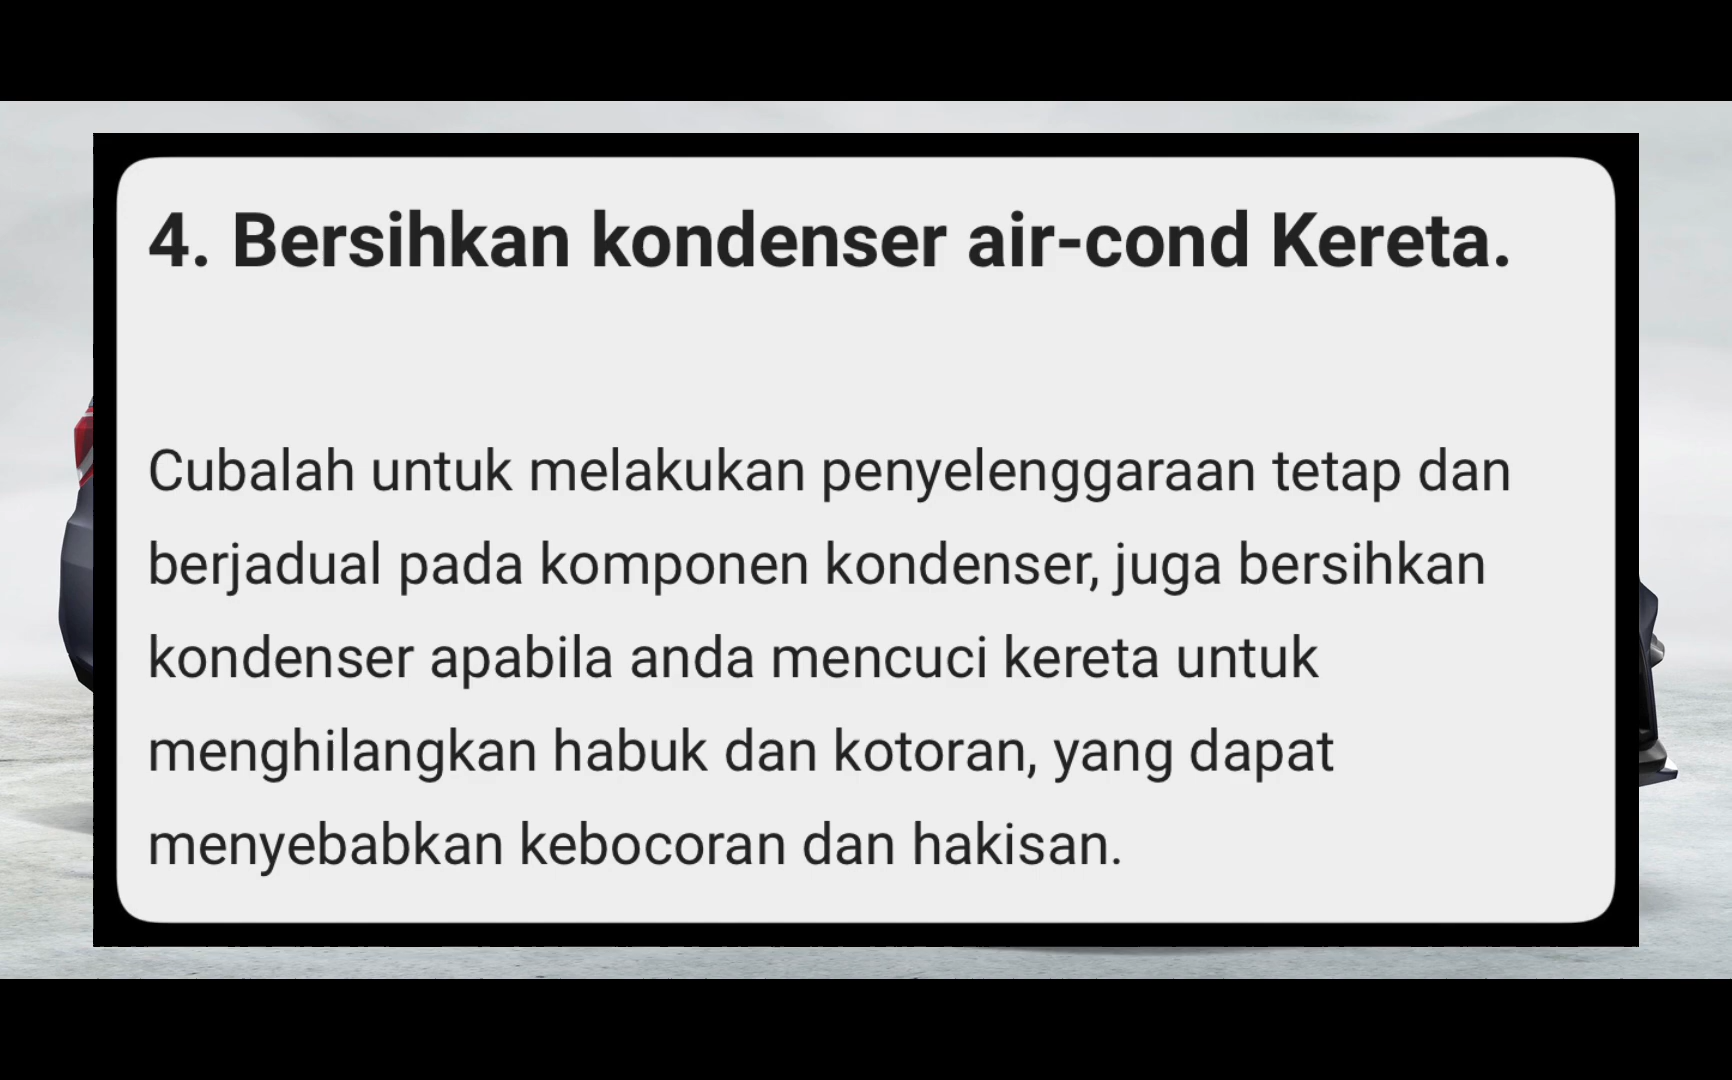 4. Bersihkan kondenser air-cond Kereta.
Cubalah untuk melakukan penyelenggaraan tetap dan
berjadual pada komponen kondenser, juga bersihkan
kondenser apabila anda mencuci kereta untuk
menghilangkan habuk dan kotoran, yang dapat
menyebabkan kebocoran dan hakisan.